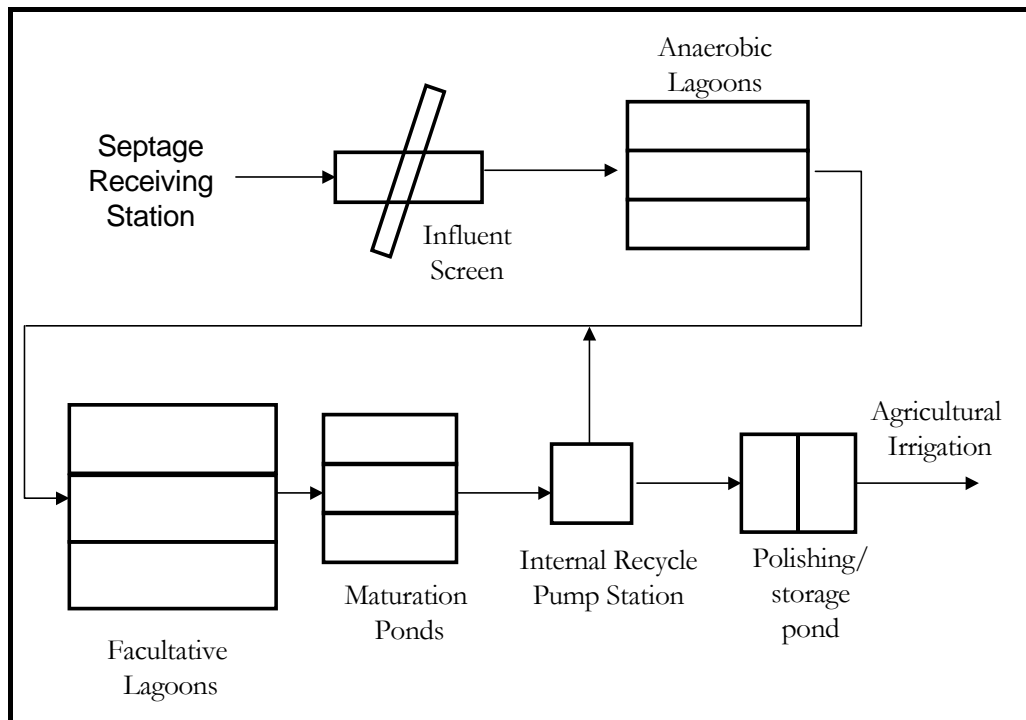 Anaerobic
Lagoons
Septage
Receiving
Station
Influent
Screen
Agricultural
Irrigation
Internal Recycle
Pump Station
Polishing/
storage
pond
Maturation
Ponds
Facultative
Lagoons